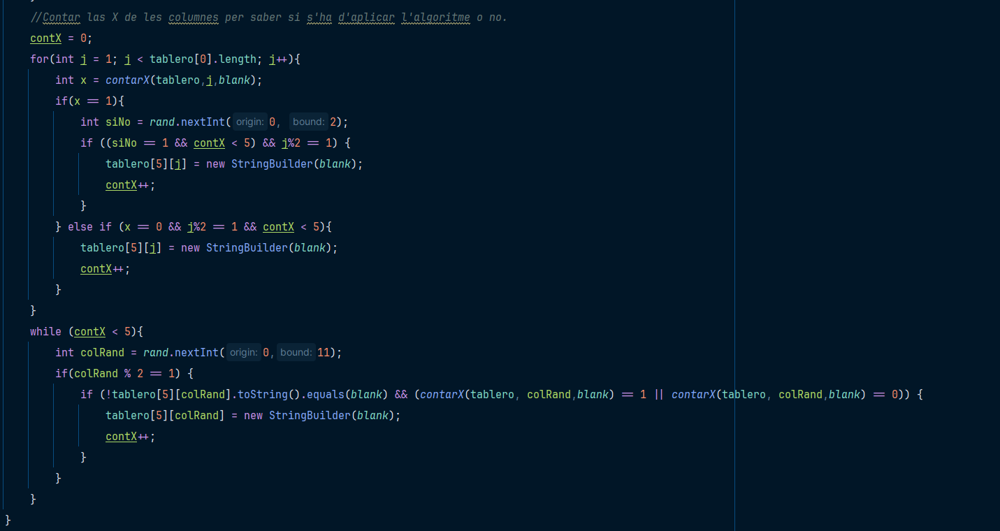 //Contar las X de les columnes per saber si s'ha d'aplicar l'algoritme o no.
contX = 0;
for(int j = 1; j < tablero[0].length; j++){
int x = contarX(tablero,j,blank);
if(x == 1){
int siNo = rand.nextInt( origin: 0, bound: 2);
if ((siNo == 1 && contX < 5) && j%2 == 1) {
tablero[5][j] = new StringBuilder(blank);
contX++;
}
} else if (x == 0 && j%2 == 1 && contX < 5){
tablero[5][j] = new StringBuilder(blank);
contX++;
}
}
while (contX < 5){
int colRand = rand.nextInt( origin: 0, bound: 11);
if(colRand % 2 == 1) {
if (!tablero[5][colRand].toString().equals(blank) && (contarX(tablero, colRand,blank) == 1 || contarX(tablero, colRand,blank) == 0)) {
tablero[5][colRand] = new StringBuilder(blank);
contX++;
}
}
}
}